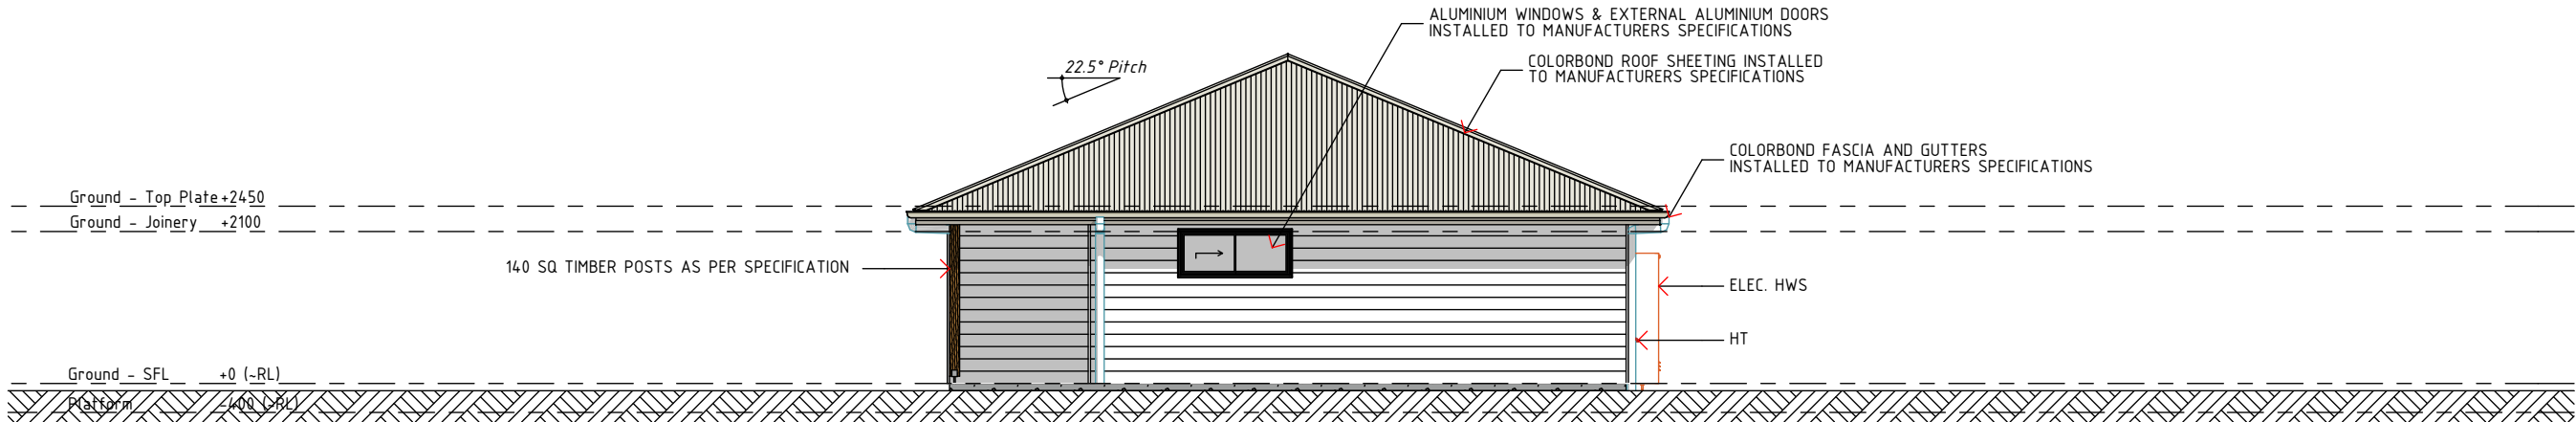 ALUMINIUM WINDOWS & EXTERNAL ALUMINIUM DOORS
INSTALLED TO MANUFACTURERS SPECIFICATIONS
22.5° Pitch
COLORBOND ROOF SHEETING INSTALLED
TO MANUFACTURERS SPECIFICATIONS
COLORBOND FASCIA AND GUTTERS
INSTALLED TO MANUFACTURERS SPECIFICATIONS
Ground - Top Plate +2450
Ground - Joinery +2100
140 SQ TIMBER POSTS AS PER SPECIFICATION
ELEC. HWS
HT
Ground - SFL +0 (~RL)
Platform -400 (~RL)